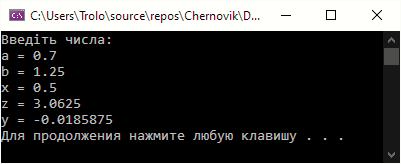 C:\Users\Trolo\source\repos\Chernovik\D...
Введіть числа:
a = 0.7
b = 1.25
x = 0.5
z = 3.0625
y = -0.0185875
Для продолжения нажмите любую клавишу . . .